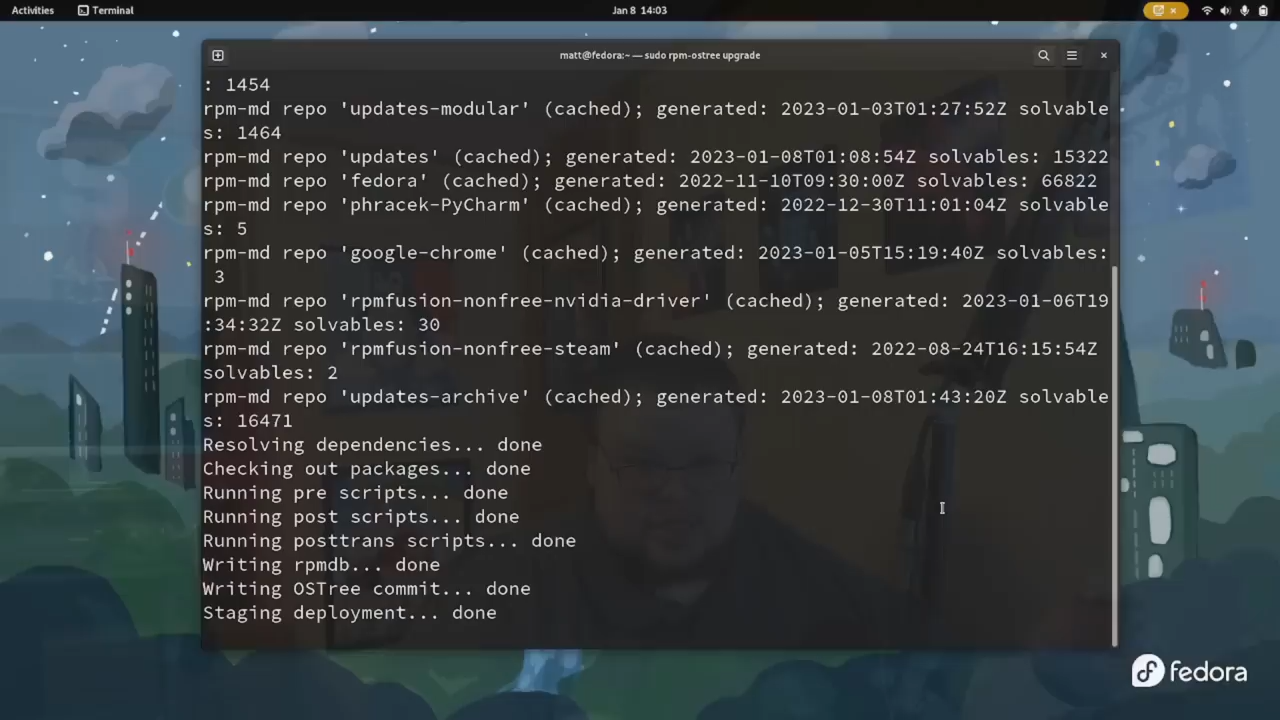 Activities
Terminal
Jan 8 14:03
matt@fedora:~ — sudo rpm-ostree upgrade
: 1454
rpm-md repo 'updates-modular' (cached); generated: 2023-01-03T01:27:52Z solvable
s: 1464
rpm-md repo 'updates' (cached); generated: 2023-01-08T01:08:54Z solvables: 15322
rpm-md repo 'fedora' (cached); generated: 2022-11-10T09:30:00Z solvables: 66822
rpm-md repo 'phracek-PyCharm' (cached); generated: 2022-12-30T11:01:04Z solvable
s: 5
rpm-md repo 'google-chrome' (cached); generated: 2023-01-05T15:19:40Z solvables:
3
rpm-md repo 'rpmfusion-nonfree-nvidia-driver' (cached); generated: 2023-01-06T19
:34:32Z solvables: 30
rpm-md repo 'rpmfusion-nonfree-steam' (cached); generated: 2022-08-24T16:15:54Z
solvables: 2
rpm-md repo 'updates-archive' (cached); generated: 2023-01-08T01:43:20Z solvable
s: 16471
Resolving dependencies... done
Checking out packages... done
Running pre scripts... done
Running post scripts... done
Running posttrans scripts... done
Writing rpmdb... done
Writing OSTree commit... done
Staging deployment... done
fedora